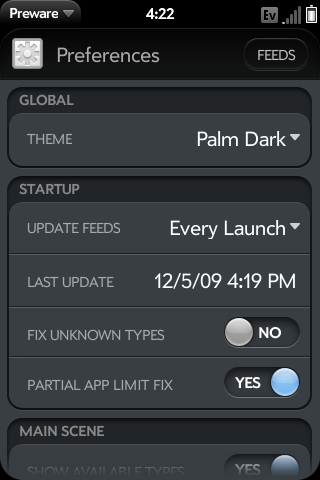 Preware 4:22 Ev
Preferences FEEDS
GLOBAL
THEME Palm Dark
STARTUP
UPDATE FEEDS Every Launch
LAST UPDATE 12/5/09 4:19 PM
FIX UNKNOWN TYPES NO
PARTIAL APP LIMIT FIX YES
MAIN SCENE
SHOW AVAILABLE TYPES YES